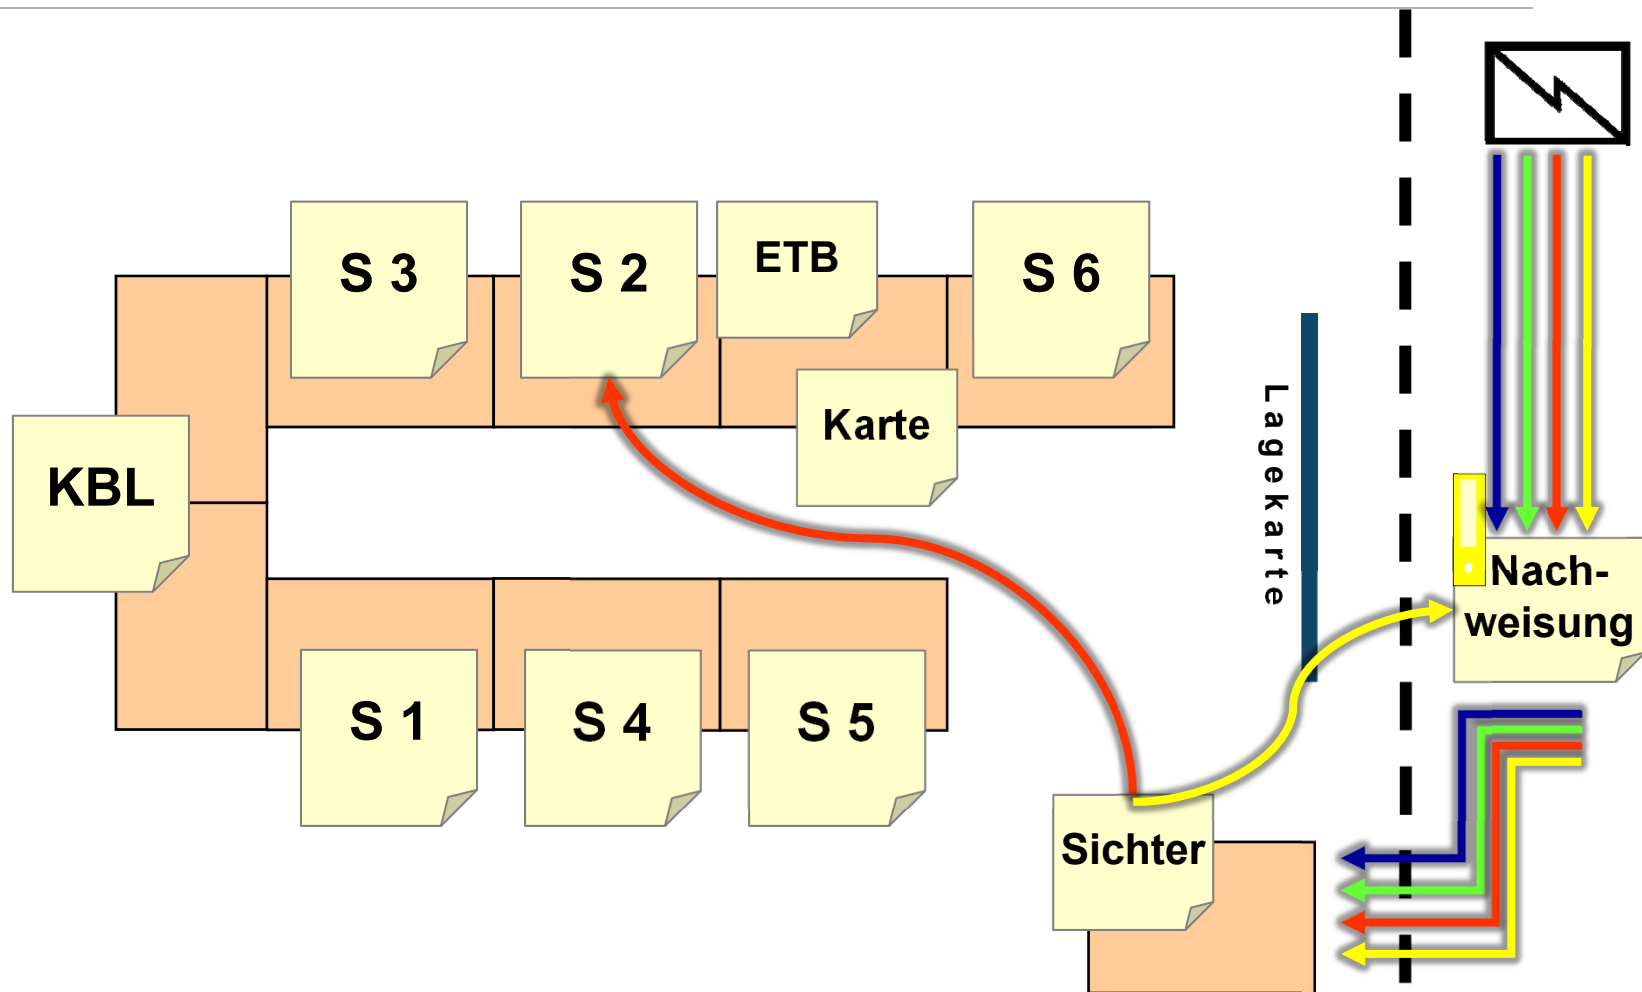 S 3
S 2
ETB
S 6
Karte
KBL
Lagekarte
Nach-
weisung
S 1
S 4
S 5
Sichter